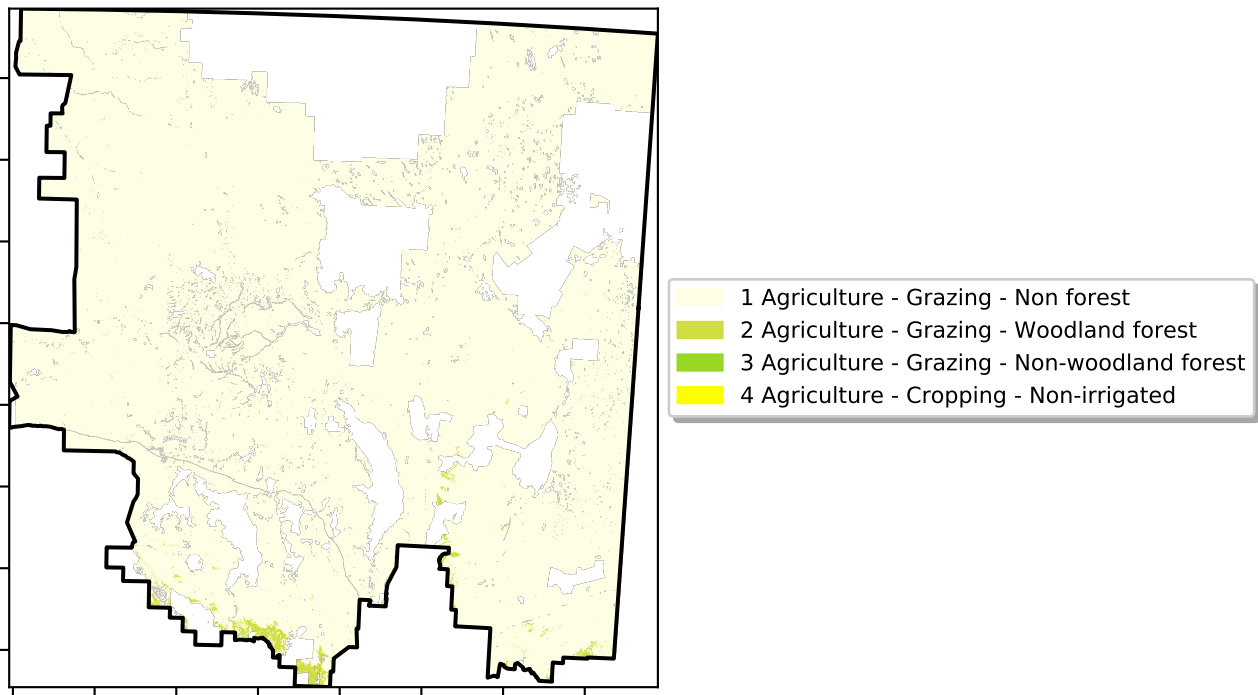 1 Agriculture - Grazing - Non forest
2 Agriculture - Grazing - Woodland forest
3 Agriculture - Grazing - Non-woodland forest
4 Agriculture - Cropping - Non-irrigated